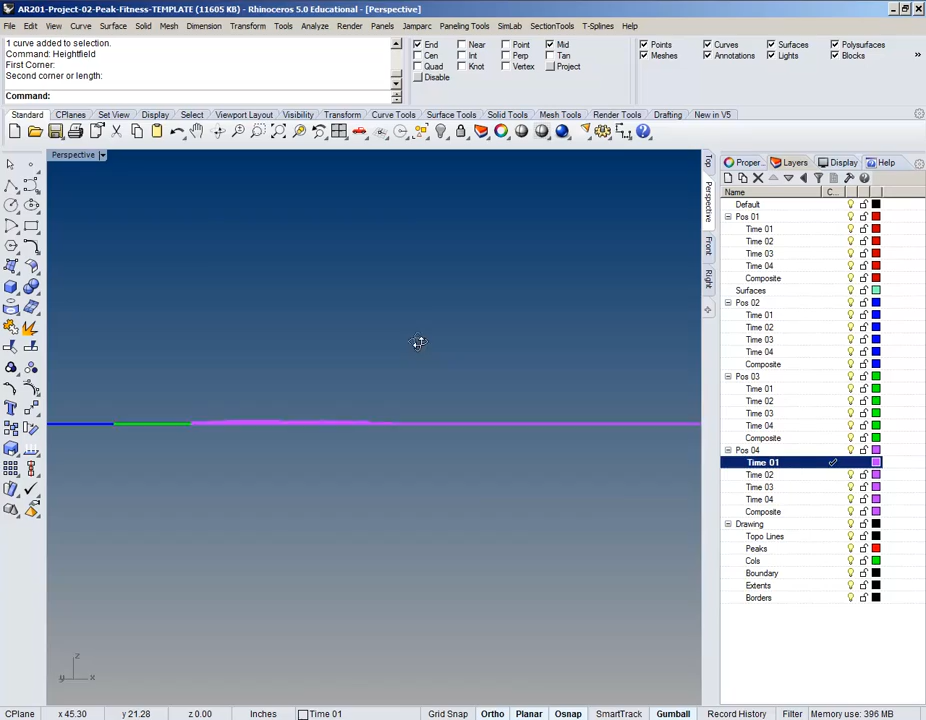 AR201-Project-02-Peak-Fitness-TEMPLATE (11605 KB) - Rhinoceros 5.0 Educational - [Perspective]
File Edit View Curve Surface Solid Mesh Dimension Transform Tools Analyze Render Panels Jamparc Paneling Tools SimLab SectionTools T-Splines Help
1 curve added to selection.
Command: Heightfield
First Corner:
Second corner or length:
Command:
End Near Point Mid
Cen Int Perp Tan
Quad Knot Vertex Project
Disable
Points Curves Surfaces Polysurfaces
Meshes Annotations Lights Blocks »
Standard CPlanes Set View Display Select Viewport Layout Visibility Transform Curve Tools Surface Tools Solid Tools Mesh Tools Render Tools Drafting New in V5
Perspective
Top
Perspective
Front
Right
Proper... Layers Display Help
Name C...
Default
Pos 01
Time 01
Time 02
Time 03
Time 04
Composite
Surfaces
Pos 02
Time 01
Time 02
Time 03
Time 04
Composite
Pos 03
Time 01
Time 02
Time 03
Time 04
Composite
Pos 04
Time 01
Time 02
Time 03
Time 04
Composite
Drawing
Topo Lines
Peaks
Cols
Boundary
Extents
Borders
z
y x
CPlane x 45.30 y 21.28 z 0.00 Inches Time 01 Grid Snap Ortho Planar Osnap SmartTrack Gumball Record History Filter Memory use: 396 MB